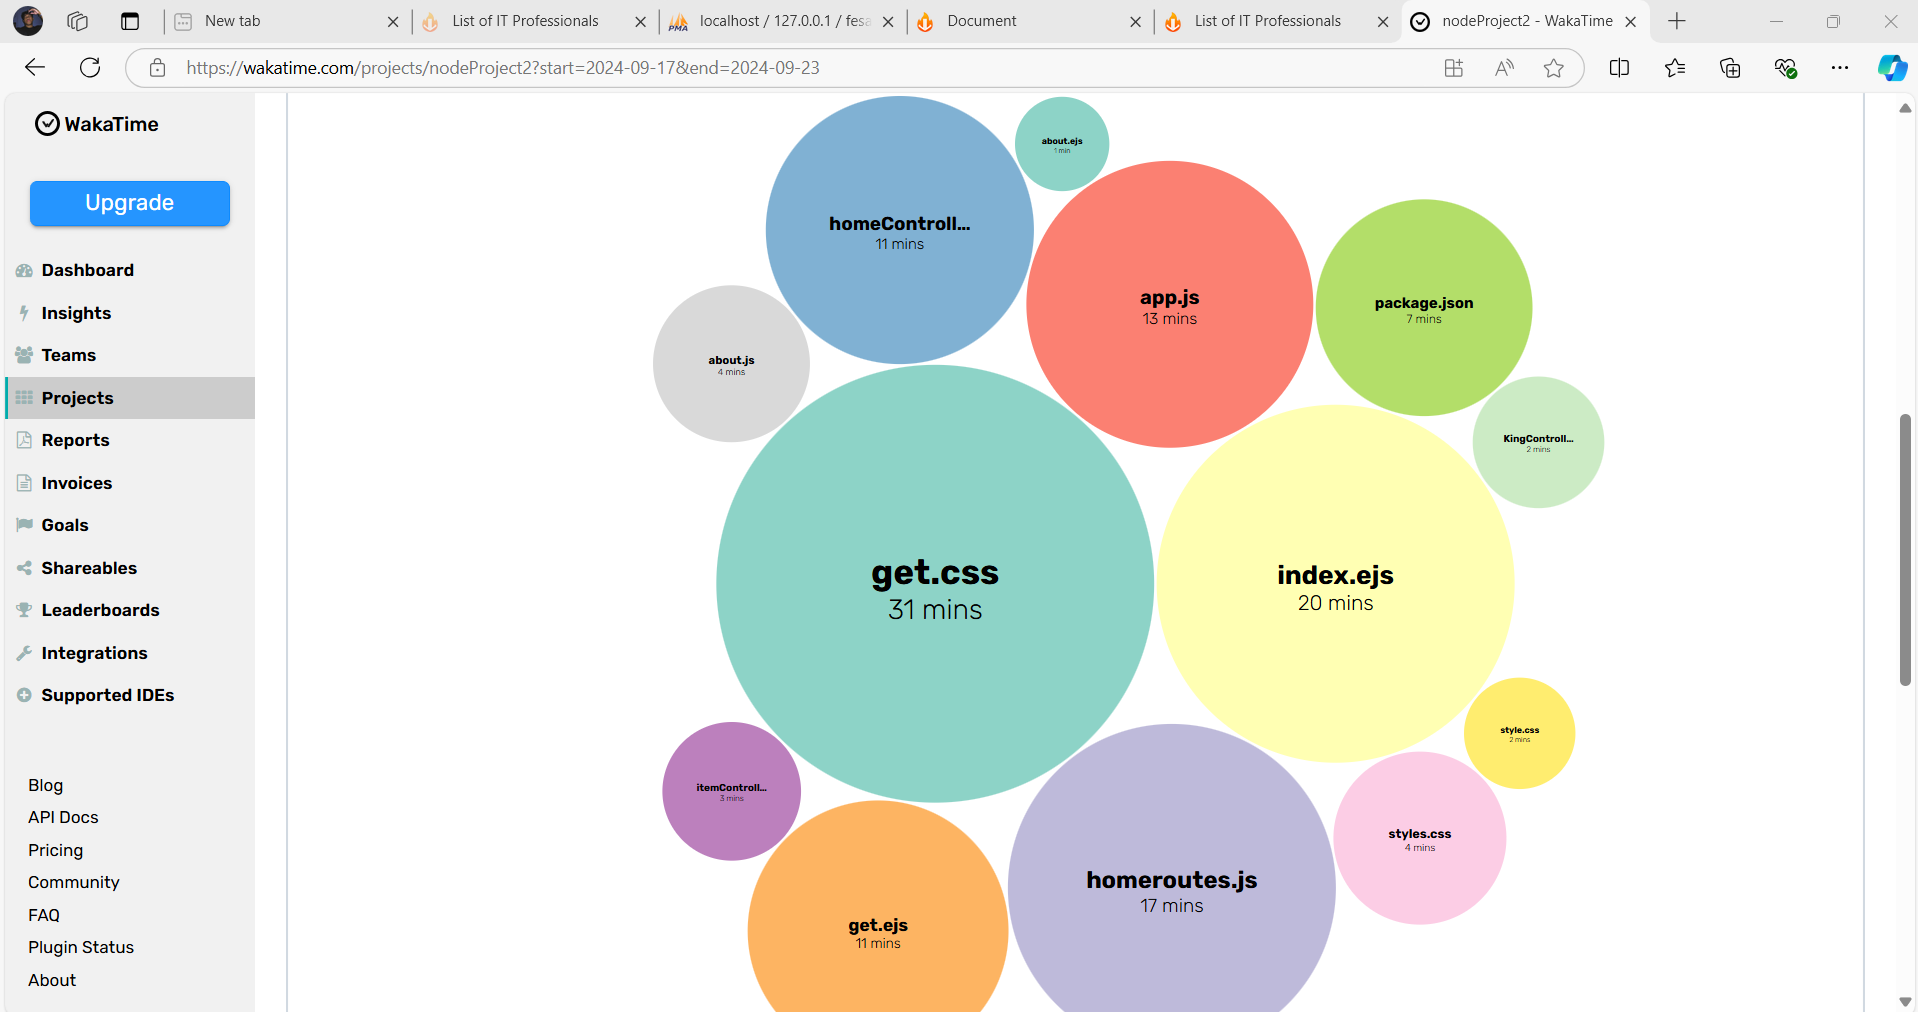 New tab
List of IT Professionals
localhost / 127.0.0.1 / fesa
Document
List of IT Professionals
nodeProject2 - WakaTime
https://wakatime.com/projects/nodeProject2?start=2024-09-17&end=2024-09-23
WakaTime
Upgrade
Dashboard
Insights
Teams
Projects
Reports
Invoices
Goals
Shareables
Leaderboards
Integrations
Supported IDEs
Blog
API Docs
Pricing
Community
FAQ
Plugin Status
About
about.ejs
1 min
homeControll...
11 mins
app.js
13 mins
package.json
7 mins
about.js
4 mins
KingControll...
2 mins
get.css
31 mins
index.ejs
20 mins
style.css
2 mins
itemControll...
3 mins
styles.css
4 mins
homeroutes.js
17 mins
get.ejs
11 mins